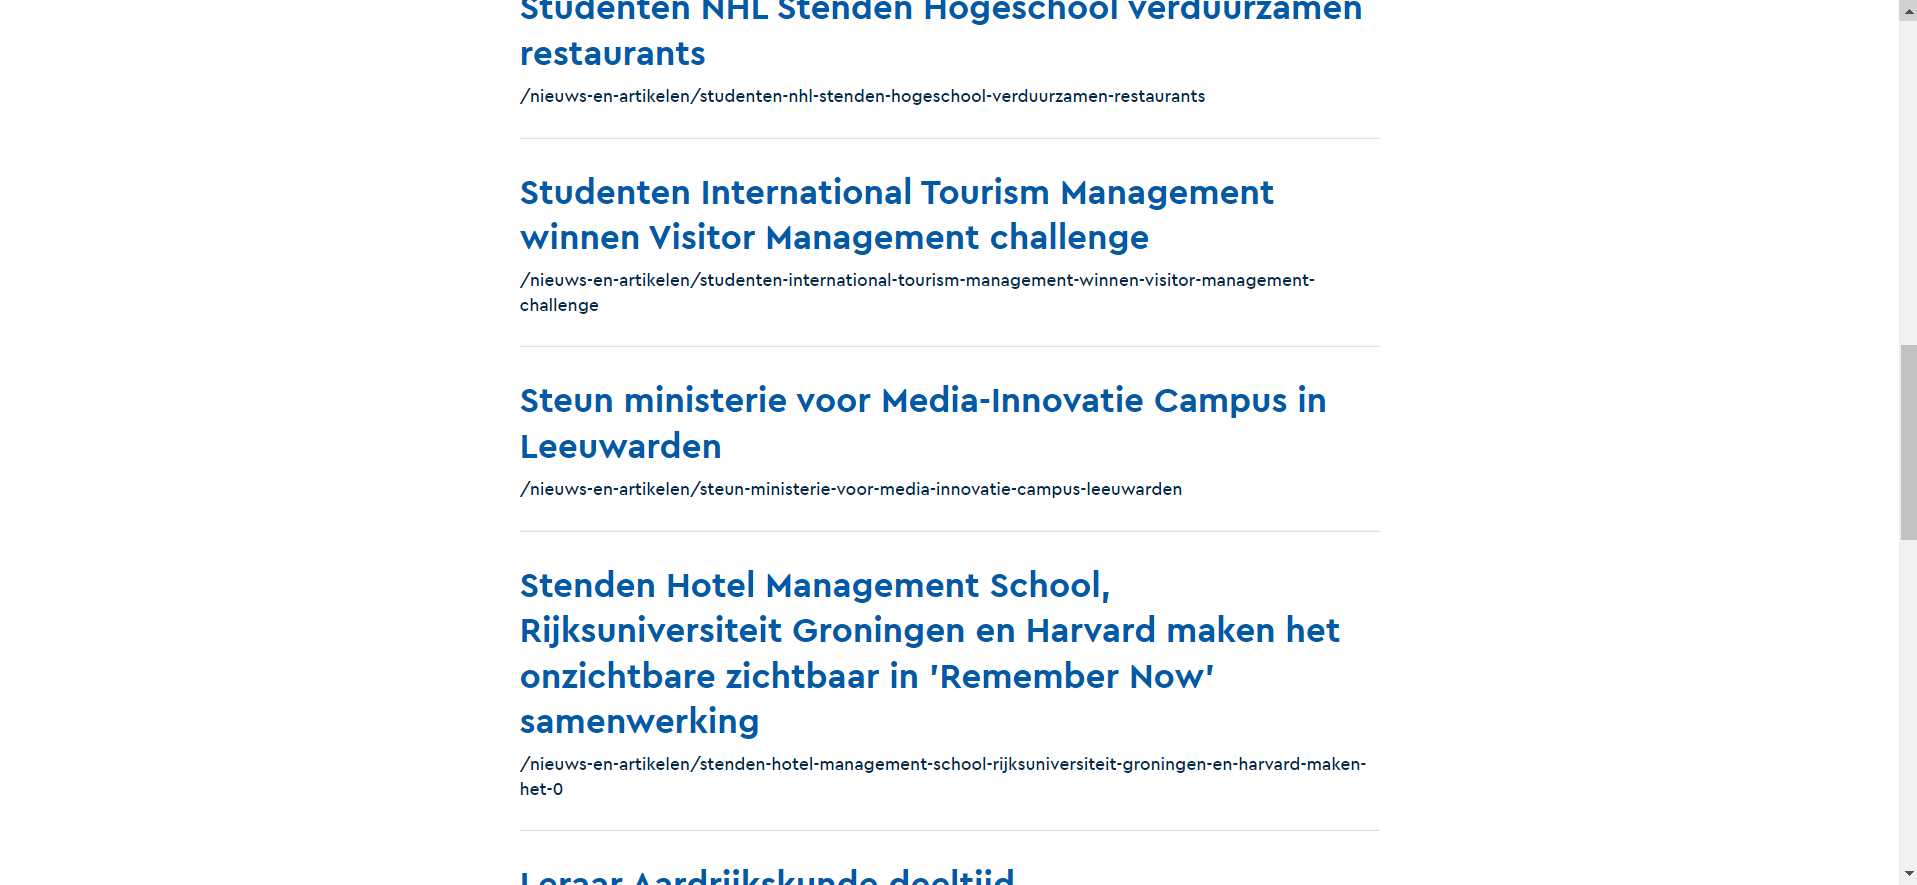 Studenten NHL Stenden Hogeschool verduurzamen
restaurants
/nieuws-en-artikelen/studenten-nhl-stenden-hogeschool-verduurzamen-restaurants
Studenten International Tourism Management
winnen Visitor Management challenge
/nieuws-en-artikelen/studenten-international-tourism-management-winnen-visitor-management-
challenge
Steun ministerie voor Media-Innovatie Campus in
Leeuwarden
/nieuws-en-artikelen/steun-ministerie-voor-media-innovatie-campus-leeuwarden
Stenden Hotel Management School,
Rijksuniversiteit Groningen en Harvard maken het
onzichtbare zichtbaar in 'Remember Now'
samenwerking
/nieuws-en-artikelen/stenden-hotel-management-school-rijksuniversiteit-groningen-en-harvard-maken-
het-0
Leraar Aardrijkskunde deeltijd